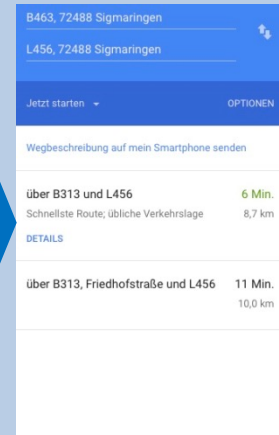 B463, 72488 Sigmaringen
L456, 72488 Sigmaringen
Jetzt starten OPTIONEN
Wegbeschreibung auf mein Smartphone senden
über B313 und L456 6 Min.
Schnellste Route; übliche Verkehrslage 8,7 km
DETAILS
über B313, Friedhofstraße und L456 11 Min.
10,0 km